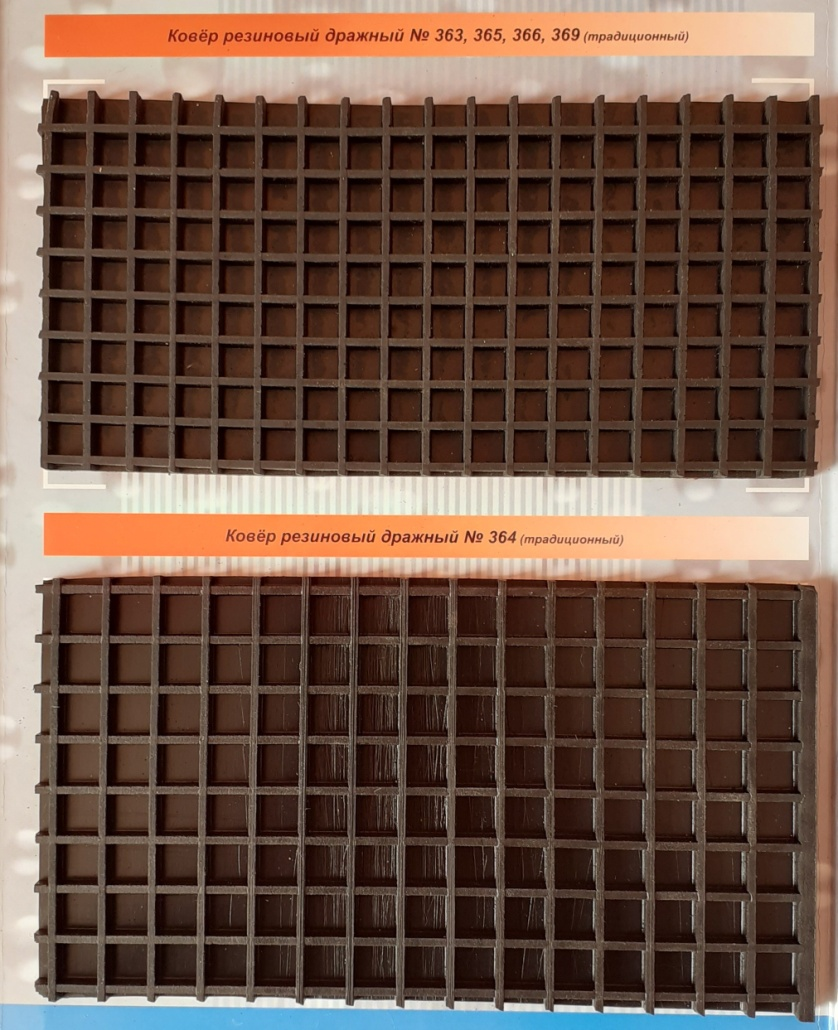 Ковёр резиновый дражный № 363, 365, 366, 369 (традиционный)
Ковёр резиновый дражный № 364 (традиционный)